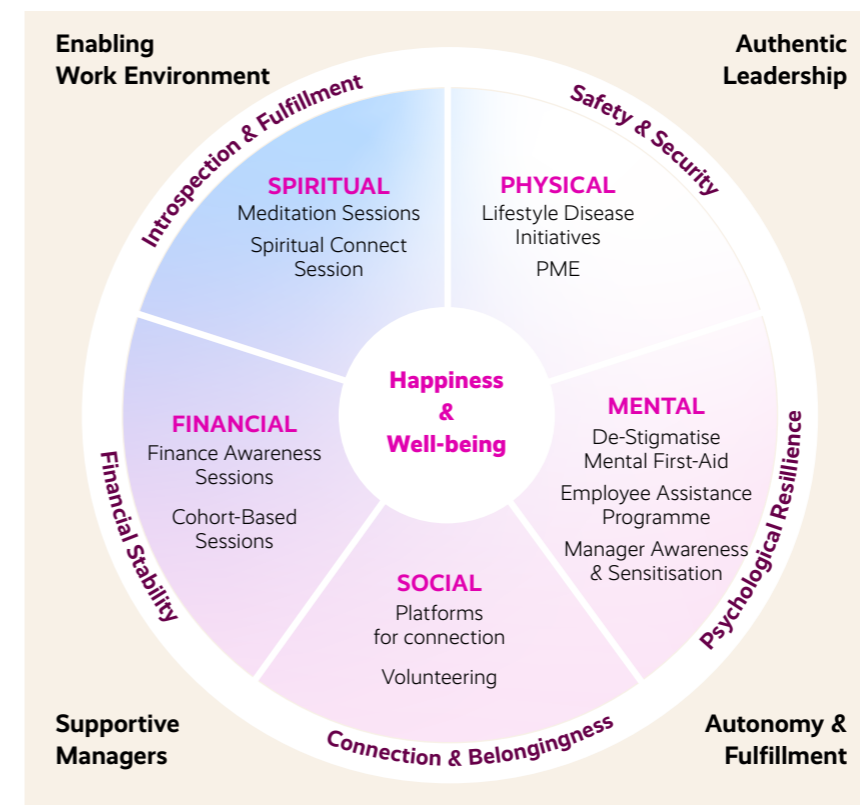 Enabling
Work Environment
Authentic
Leadership
Introspection & Fulfillment
Safety & Security
SPIRITUAL
Meditation Sessions
Spiritual Connect
Session
PHYSICAL
Lifestyle Disease
Initiatives
PME
Happiness
&
Well-being
FINANCIAL
Finance Awareness
Sessions
Cohort-Based
Sessions
MENTAL
De-Stigmatise
Mental First-Aid
Employee Assistance
Programme
Manager Awareness
& Sensitisation
Financial Stability
Psychological Resillience
SOCIAL
Platforms
for connection
Volunteering
Connection & Belongingness
Supportive
Managers
Autonomy &
Fulfillment